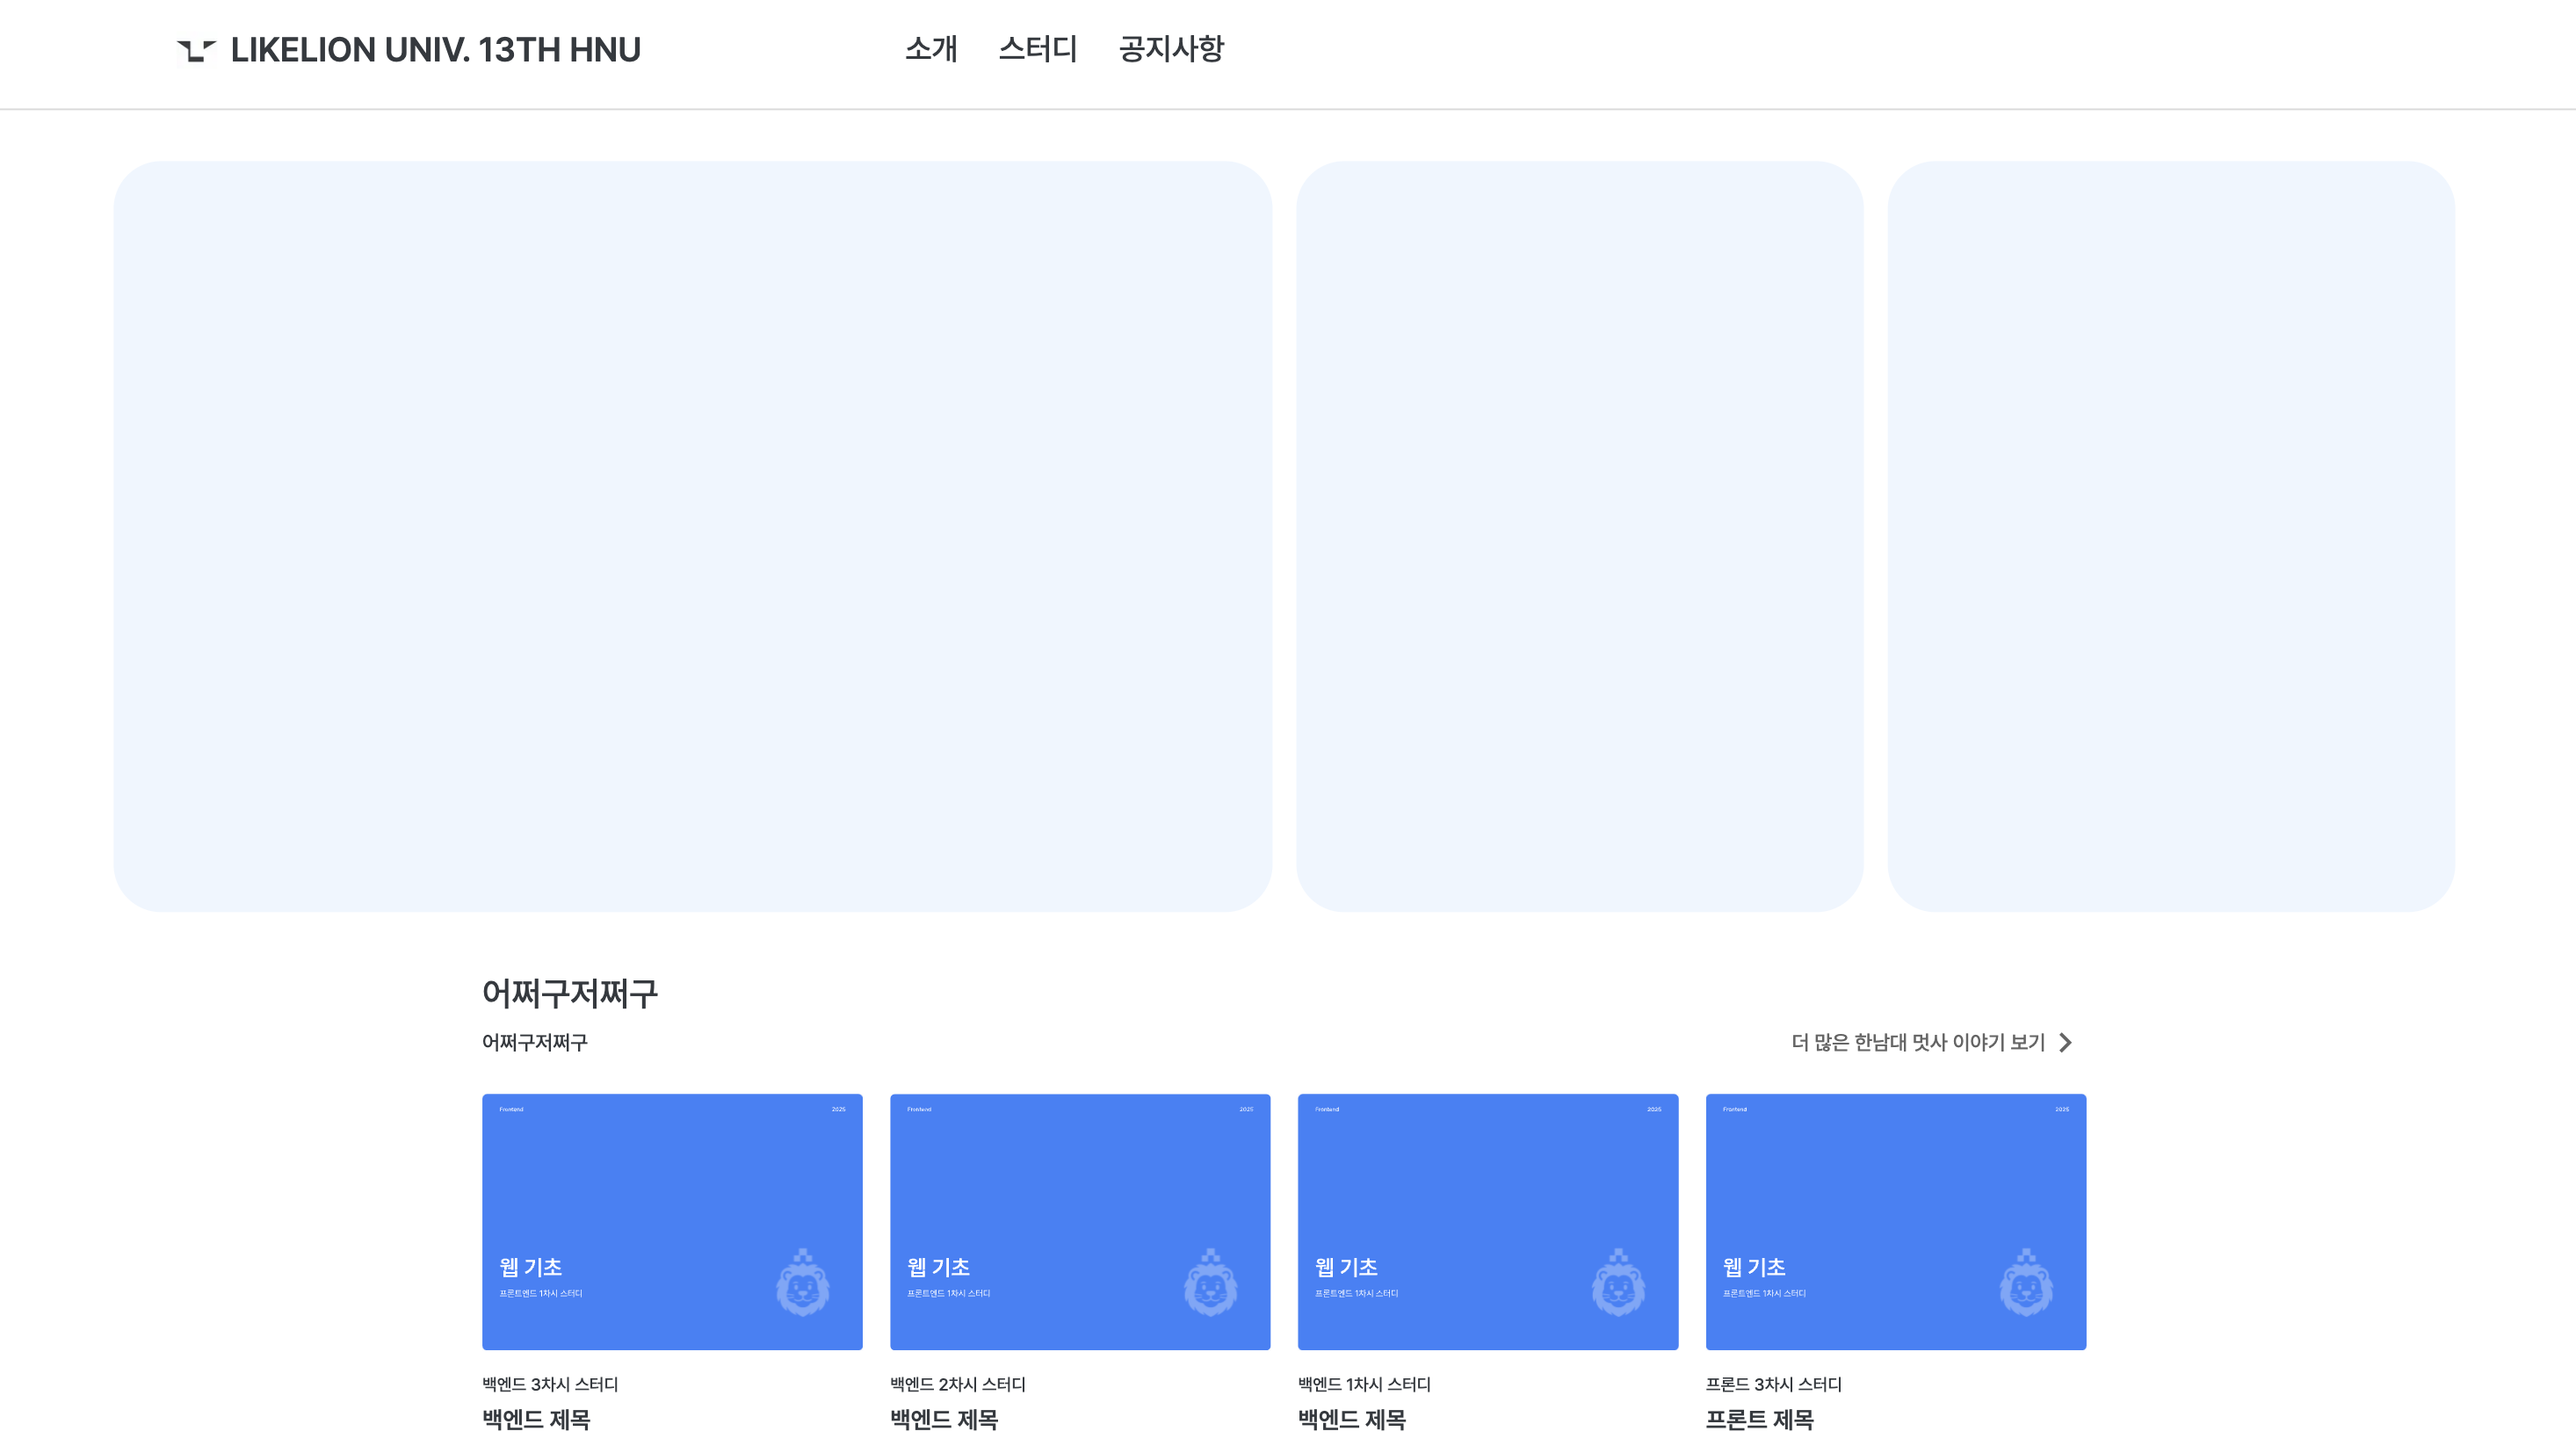 LIKELION UNIV. 13TH HNU
소개 스터디 공지사항
어쩌구저쩌구
어쩌구저쩌구
더 많은 한남대 멋사 이야기 보기
Frontend 2025
웹 기초
프론트엔드 1차시 스터디
백엔드 3차시 스터디
백엔드 제목
Frontend 2025
웹 기초
프론트엔드 1차시 스터디
백엔드 2차시 스터디
백엔드 제목
Frontend 2025
웹 기초
프론트엔드 1차시 스터디
백엔드 1차시 스터디
백엔드 제목
Frontend 2025
웹 기초
프론트엔드 1차시 스터디
프론드 3차시 스터디
프론트 제목